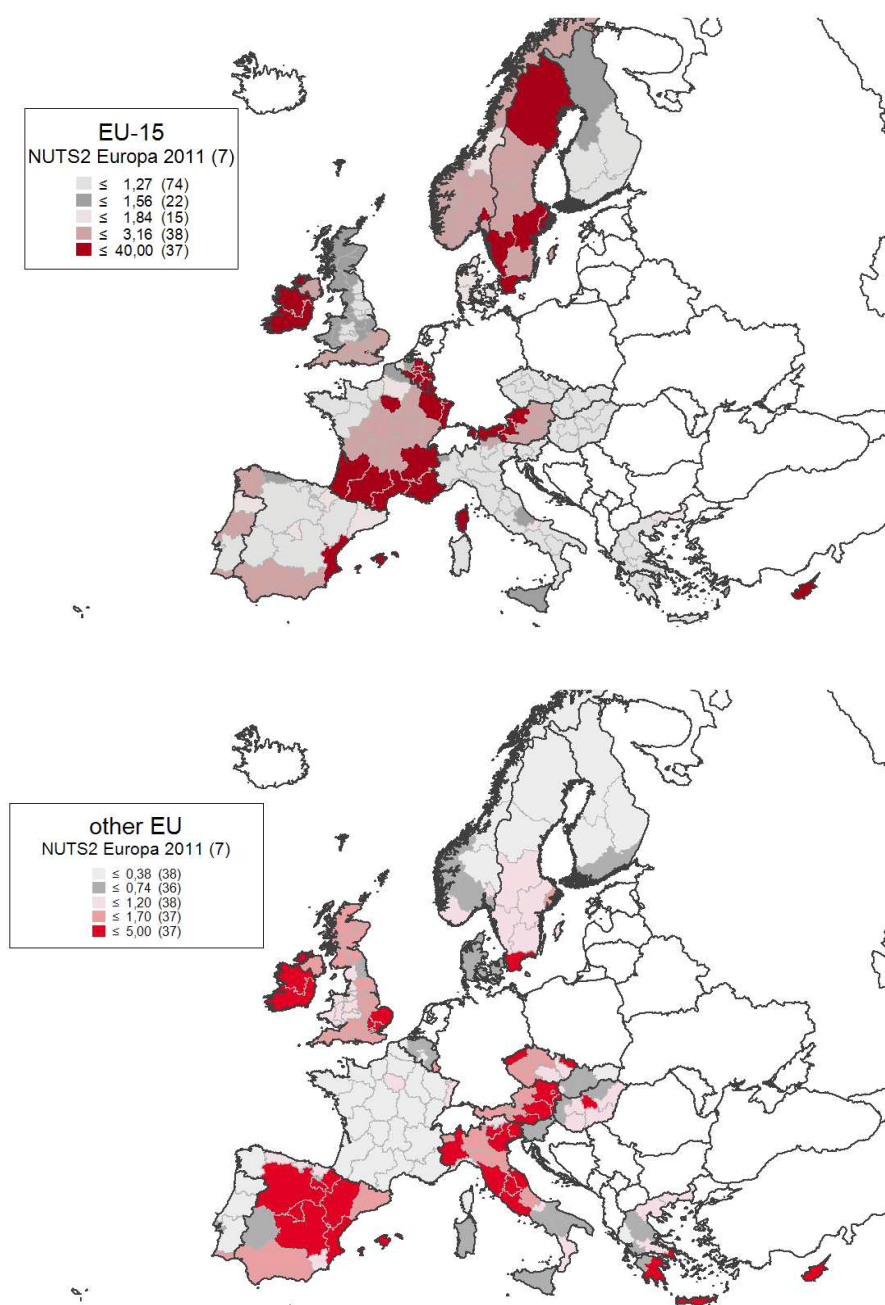 EU-15
NUTS2 Europa 2011 (7)
≤ 1,27 (74)
≤ 1,56 (22)
≤ 1,84 (15)
≤ 3,16 (38)
≤ 40,00 (37)
other EU
NUTS2 Europa 2011 (7)
≤ 0,38 (38)
≤ 0,74 (36)
≤ 1,20 (38)
≤ 1,70 (37)
≤ 5,00 (37)